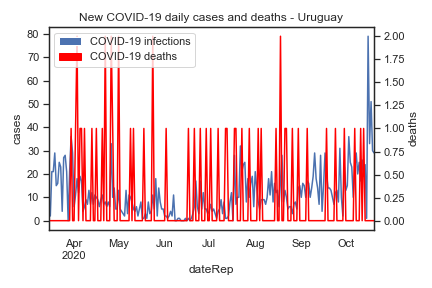 New COVID-19 daily cases and deaths - Uruguay
COVID-19 infections
COVID-19 deaths
80
70
60
50
40
30
20
10
0
cases
2.00
1.75
1.50
1.25
1.00
0.75
0.50
0.25
0.00
deaths
Apr May Jun Jul Aug Sep Oct
2020
dateRep